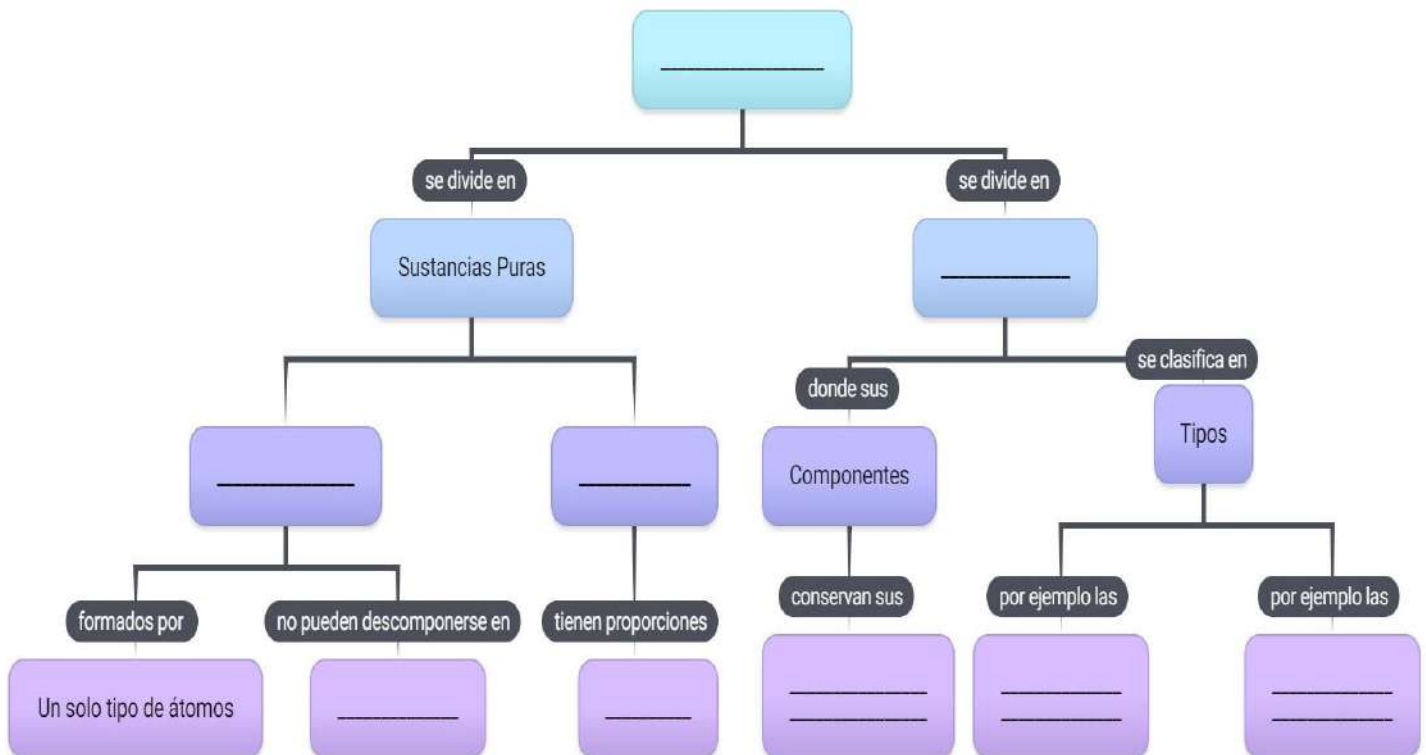 se divide en
se divide en
Sustancias Puras
se clasifica en
donde sus
Tipos
Componentes
formados por
no pueden descomponerse en
tienen proporciones
conservan sus
por ejemplo las
por ejemplo las
Un solo tipo de átomos